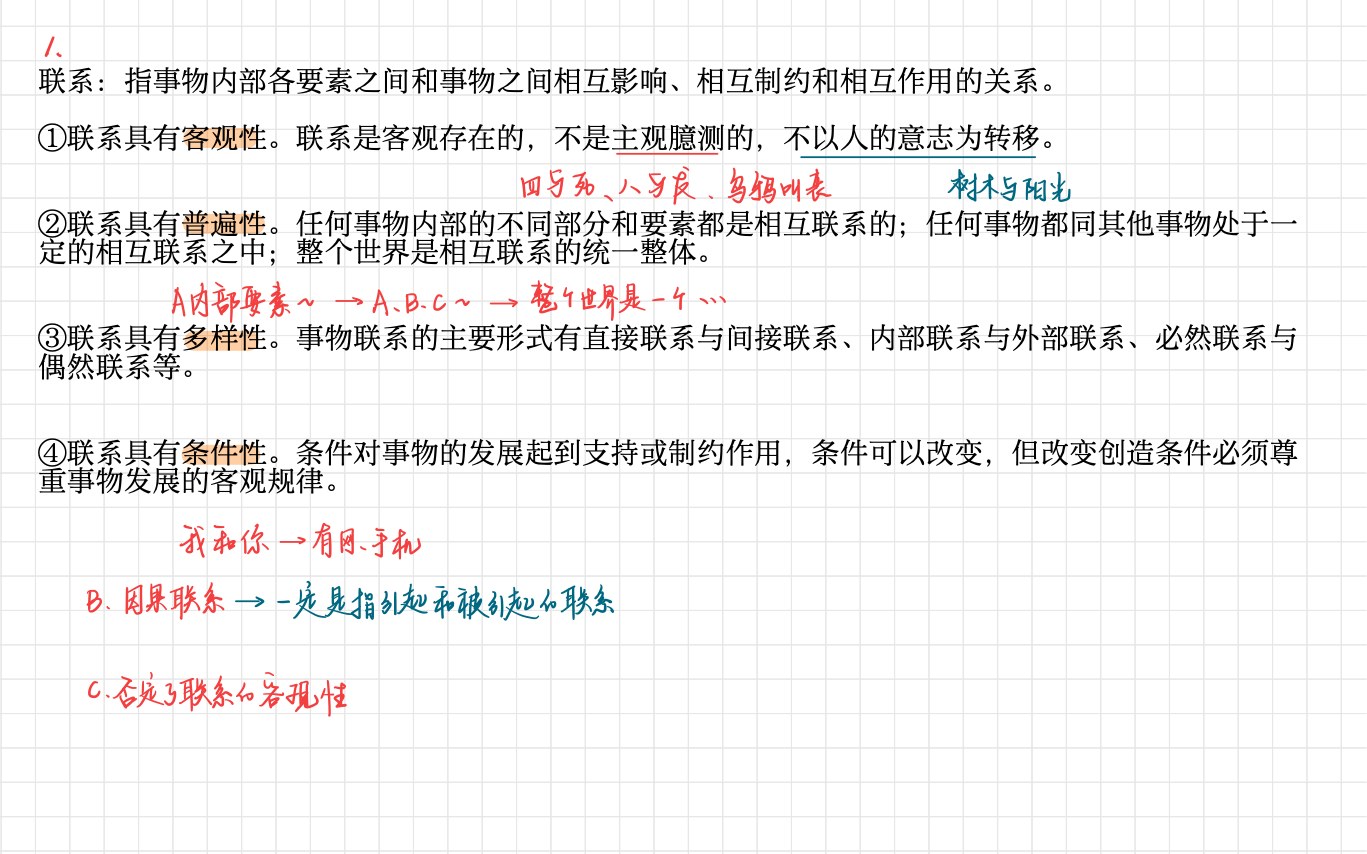 1、
联系：指事物内部各要素之间和事物之间相互影响、相互制约和相互作用的关系。
①联系具有客观性。联系是客观存在的，不是主观臆测的，不以人的意志为转移。
四与死、八与发、乌鸦叫丧
树木与阳光
②联系具有普遍性。任何事物内部的不同部分和要素都是相互联系的；任何事物都同其他事物处于一
定的相互联系之中；整个世界是相互联系的统一整体。
A内部要素~ → A、B、C ~ → 整个世界是一个…
③联系具有多样性。事物联系的主要形式有直接联系与间接联系、内部联系与外部联系、必然联系与
偶然联系等。
④联系具有条件性。条件对事物的发展起到支持或制约作用，条件可以改变，但改变创造条件必须尊
重事物发展的客观规律。
我和你 → 有网、手机
B. 因果联系 → 一定是指引起和被引起的联系
C. 否定了联系的客观性